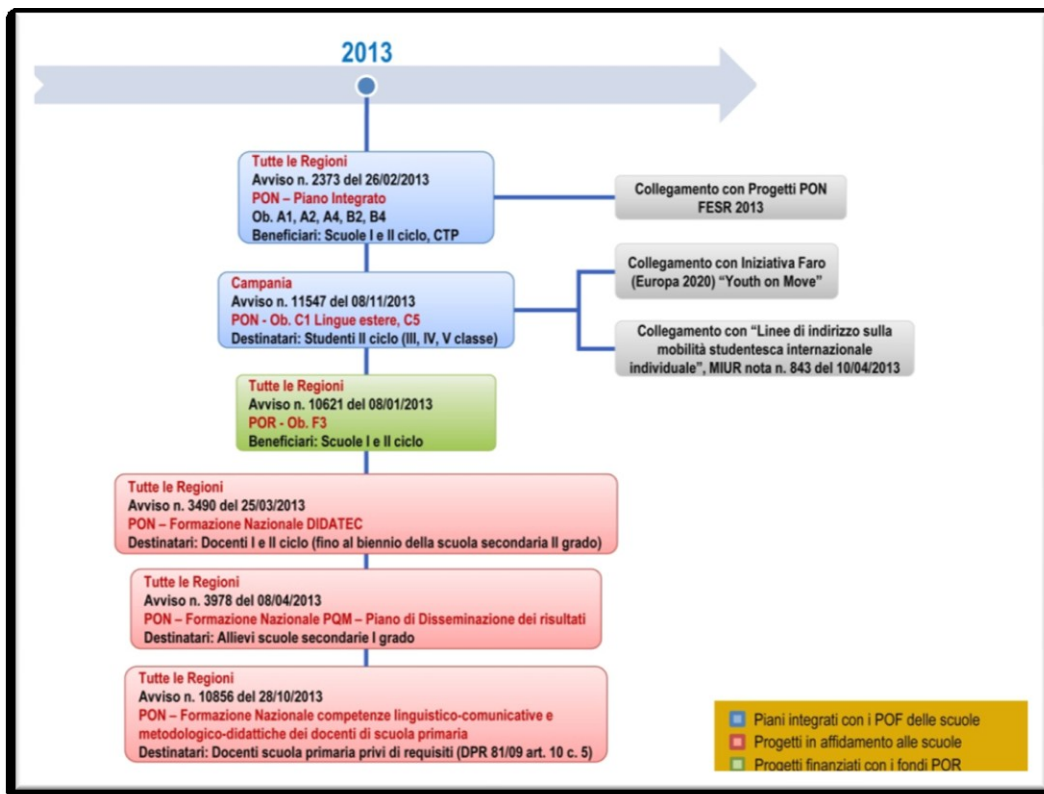 2013
Tutte le Regioni
Avviso n. 2373 del 26/02/2013
PON – Piano Integrato
Ob. A1, A2, A4, B2, B4
Beneficiari: Scuole I e II ciclo, CTP
Collegamento con Progetti PON
FESR 2013
Campania
Avviso n. 11547 del 08/11/2013
PON - Ob. C1 Lingue estere, C5
Destinatari: Studenti II ciclo (III, IV, V classe)
Collegamento con Iniziativa Faro
(Europa 2020) “Youth on Move”
Collegamento con “Linee di indirizzo sulla
mobilità studentesca internazionale
individuale”, MIUR nota n. 843 del 10/04/2013
Tutte le Regioni
Avviso n. 10621 del 08/01/2013
POR - Ob. F3
Beneficiari: Scuole I e II ciclo
Tutte le Regioni
Avviso n. 3490 del 25/03/2013
PON – Formazione Nazionale DIDATEC
Destinatari: Docenti I e II ciclo (fino al biennio della scuola secondaria II grado)
Tutte le Regioni
Avviso n. 3978 del 08/04/2013
PON – Formazione Nazionale PQM – Piano di Disseminazione dei risultati
Destinatari: Allievi scuole secondarie I grado
Tutte le Regioni
Avviso n. 10856 del 28/10/2013
PON – Formazione Nazionale competenze linguistico-comunicative e
metodologico-didattiche dei docenti di scuola primaria
Destinatari: Docenti scuola primaria privi di requisiti (DPR 81/09 art. 10 c. 5)
Piani integrati con i POF delle scuole
Progetti in affidamento alle scuole
Progetti finanziati con i fondi POR